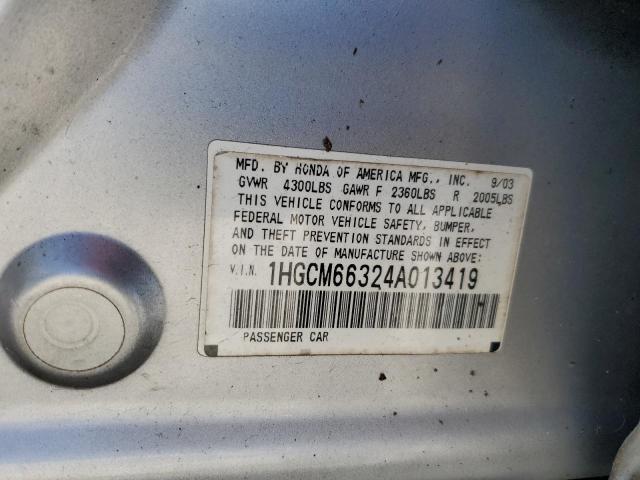 MFD. BY HONDA OF AMERICA MFG., INC. 9/03
GVWR 4300LBS GAWR F 2360LBS R 2005LBS
THIS VEHICLE CONFORMS TO ALL APPLICABLE
FEDERAL MOTOR VEHICLE SAFETY, BUMPER,
AND THEFT PREVENTION STANDARDS IN EFFECT
ON THE DATE OF MANUFACTURE SHOWN ABOVE:
V.I.N. 1HGCM66324A013419
PASSENGER CAR